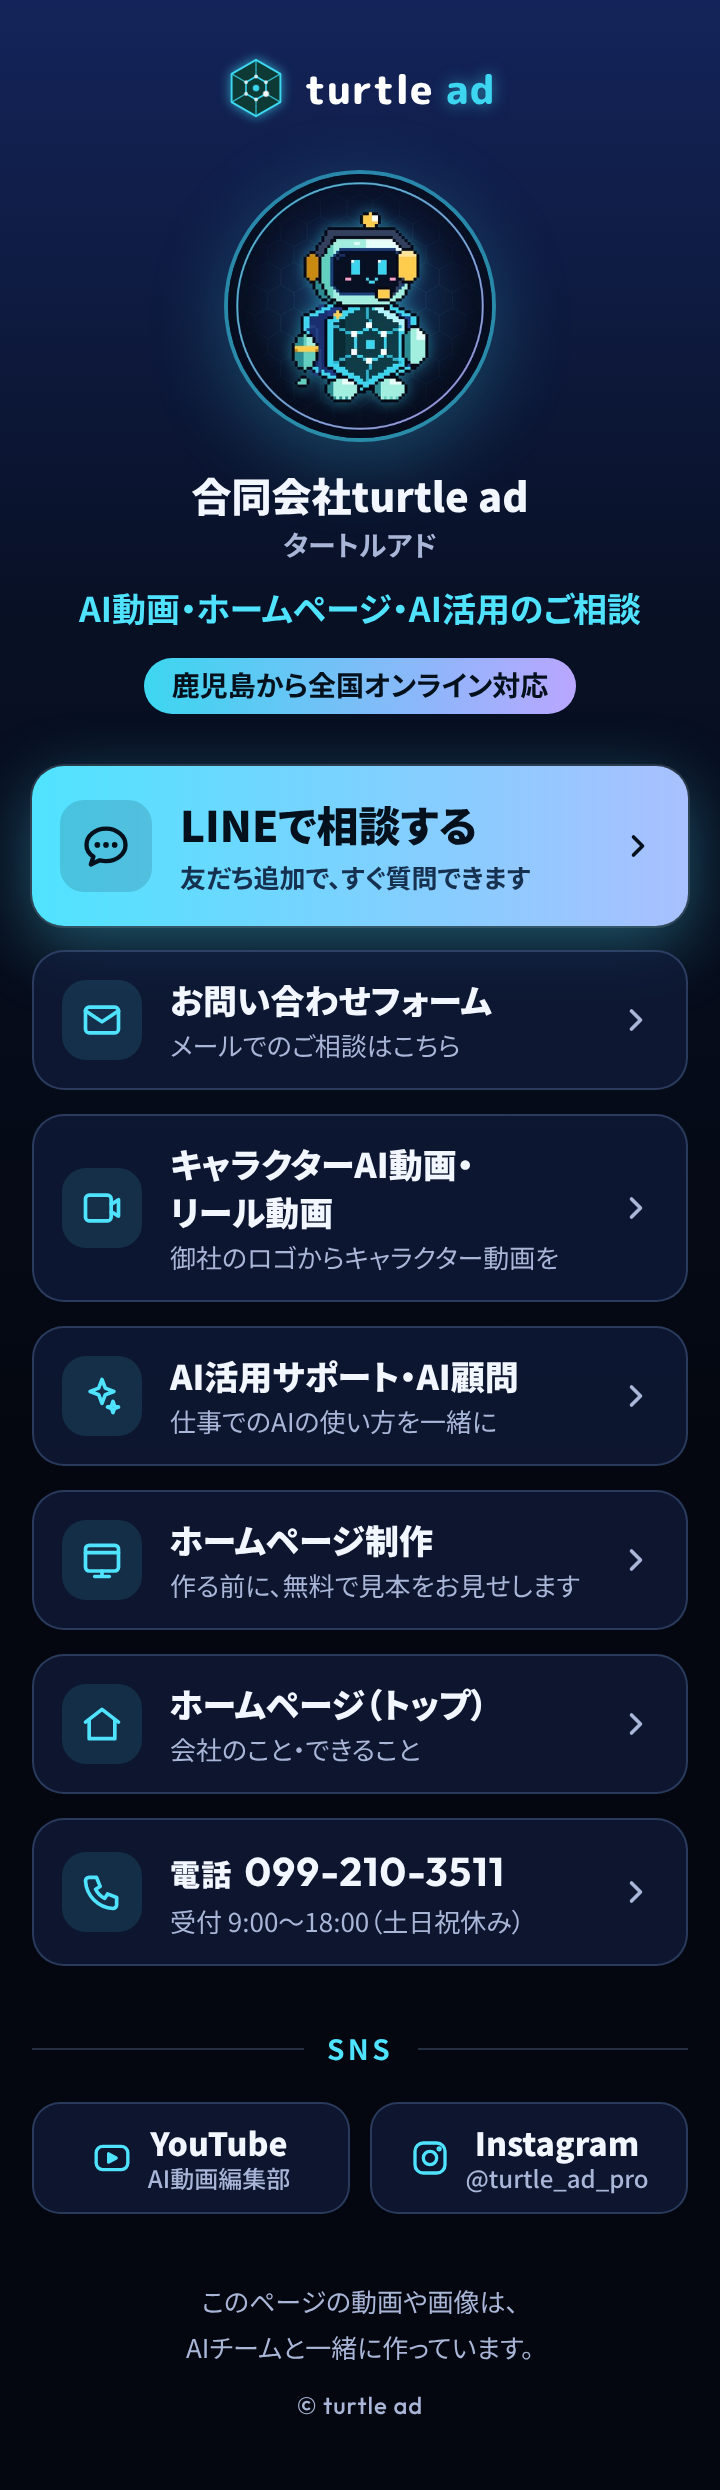 turtle ad
合同会社turtle ad
タートルアド
AI動画・ホームページ・AI活用のご相談
鹿児島から全国オンライン対応
LINEで相談する
友だち追加で、すぐ質問できます
お問い合わせフォーム
メールでのご相談はこちら
キャラクターAI動画・
リール動画
御社のロゴからキャラクター動画を
AI活用サポート・AI顧問
仕事でのAIの使い方を一緒に
ホームページ制作
作る前に、無料で見本をお見せします
ホームページ（トップ）
会社のこと・できること
電話 099-210-3511
受付 9:00〜18:00（土日祝休み）
SNS
YouTube
AI動画編集部
Instagram
@turtle_ad_pro
このページの動画や画像は、
AIチームと一緒に作っています。
© turtle ad